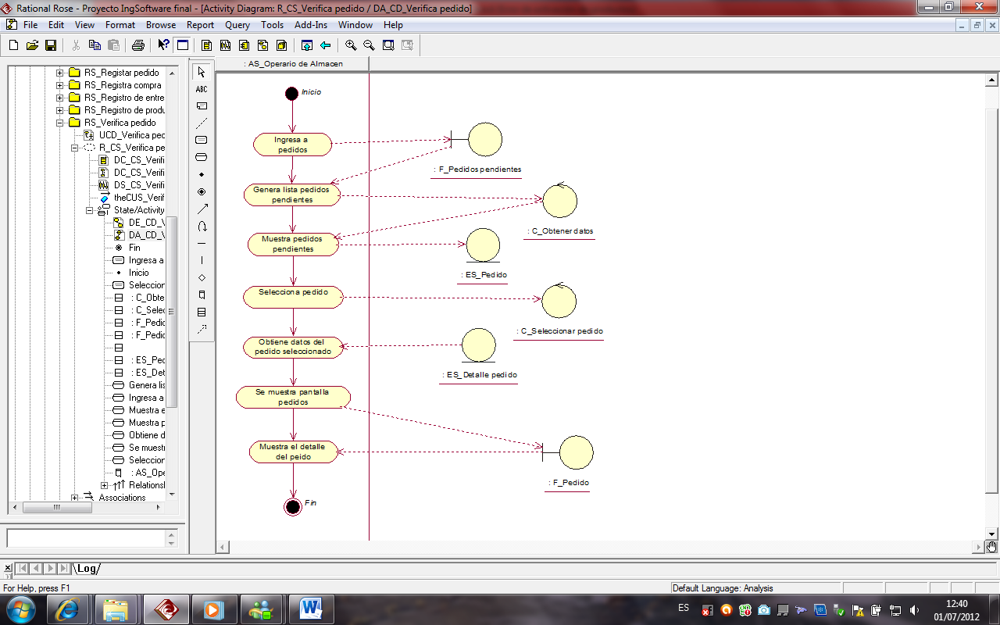 Rational Rose - Proyecto IngSoftware final - [Activity Diagram: R_CS_Verifica pedido / DA_CD_Verifica pedido]
File Edit View Format Browse Report Query Tools Add-Ins Window Help
RS_Registar pedido
RS_Registra compra
RS_Registro de entre
RS_Registro de produ
RS_Verifica pedido
UCD_Verifica ped
R_CS_Verifica pe
DC_CS_Verifi
DC_CS_Verifi
DS_CS_Verifi
theCUS_Verif
State/Activity
DE_CD_V
DA_CD_V
Fin
Ingresa a
Inicio
Seleccion
: C_Obte
: C_Selec
: F_Pedic
: F_Pedic
: ES_Pec
: ES_Det
Genera lis
Ingresa a
Muestra e
Muestra p
Obtiene d
Se muest
Seleccion
: AS_Ope
Relations
Associations
ABC
: AS_Operario de Almacen
Inicio
Ingresa a
pedidos
: F_Pedidos pendientes
Genera lista pedidos
pendientes
: C_Obtener datos
Muestra pedidos
pendientes
: ES_Pedido
Selecciona pedido
: C_Seleccionar pedido
Obtiene datos del
pedido seleccionado
: ES_Detalle pedido
Se muestra pantalla
pedidos
Muestra el detalle
del peido
: F_Pedido
Fin
Log
For Help, press F1
Default Language: Analysis
ES
12:40
01/07/2012